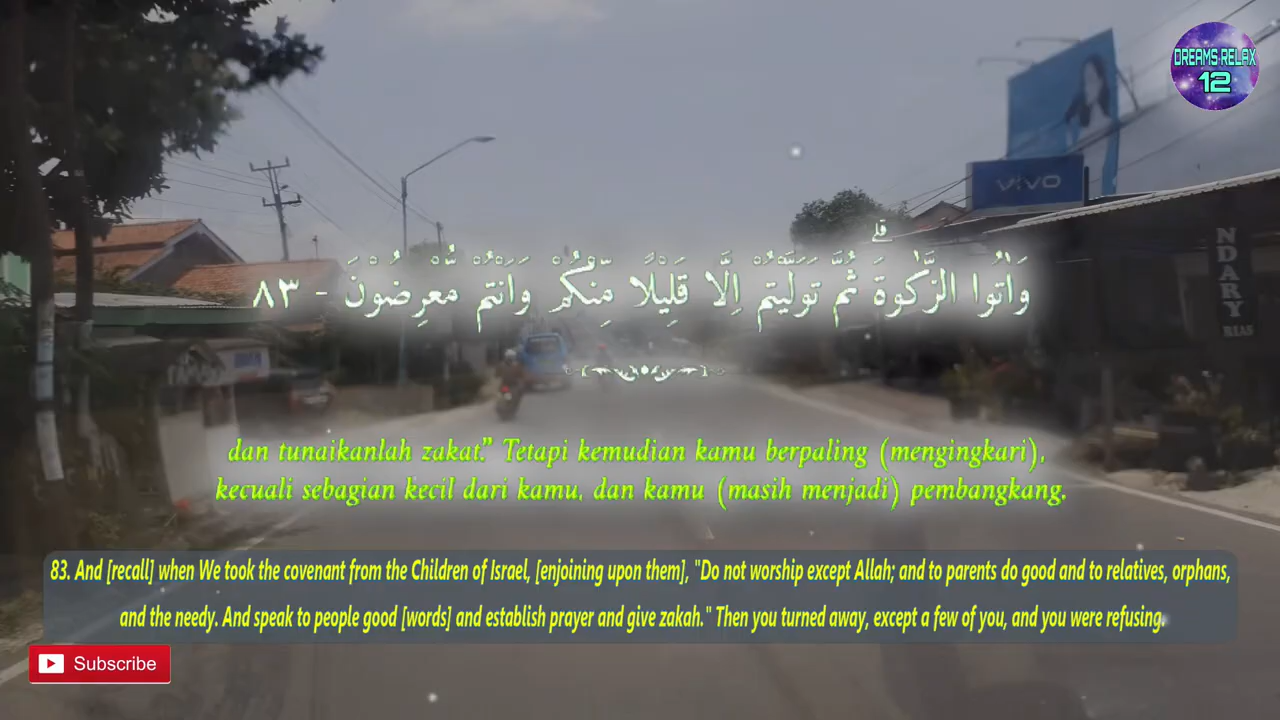 DREAMS RELAX
12
vivo
NDARY
RIAS
وَاٰتُوا الزَّكٰوةَۗ ثُمَّ تَوَلَّيْتُمْ اِلَّا قَلِيْلًا مِّنْكُمْ وَاَنْتُمْ مُّعْرِضُوْنَ - ٨٣
dan tunaikanlah zakat.” Tetapi kemudian kamu berpaling (mengingkari),
kecuali sebagian kecil dari kamu, dan kamu (masih menjadi) pembangkang.
83. And [recall] when We took the covenant from the Children of Israel, [enjoining upon them], "Do not worship except Allah; and to parents do good and to relatives, orphans,
and the needy. And speak to people good [words] and establish prayer and give zakah." Then you turned away, except a few of you, and you were refusing.
Subscribe